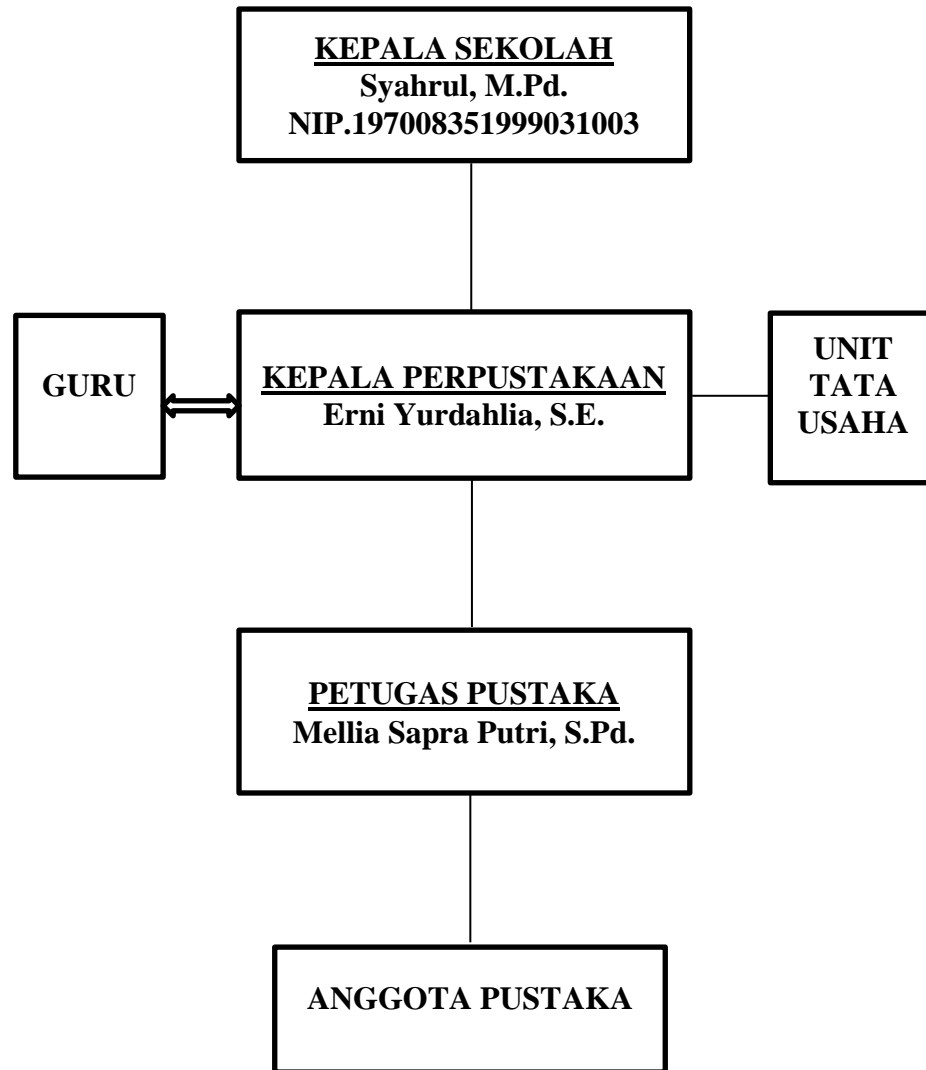 KEPALA SEKOLAH
Syahrul, M.Pd.
NIP.197008351999031003
GURU
KEPALA PERPUSTAKAAN
Erni Yurdahlia, S.E.
UNIT
TATA
USAHA
PETUGAS PUSTAKA
Mellia Sapra Putri, S.Pd.
ANGGOTA PUSTAKA